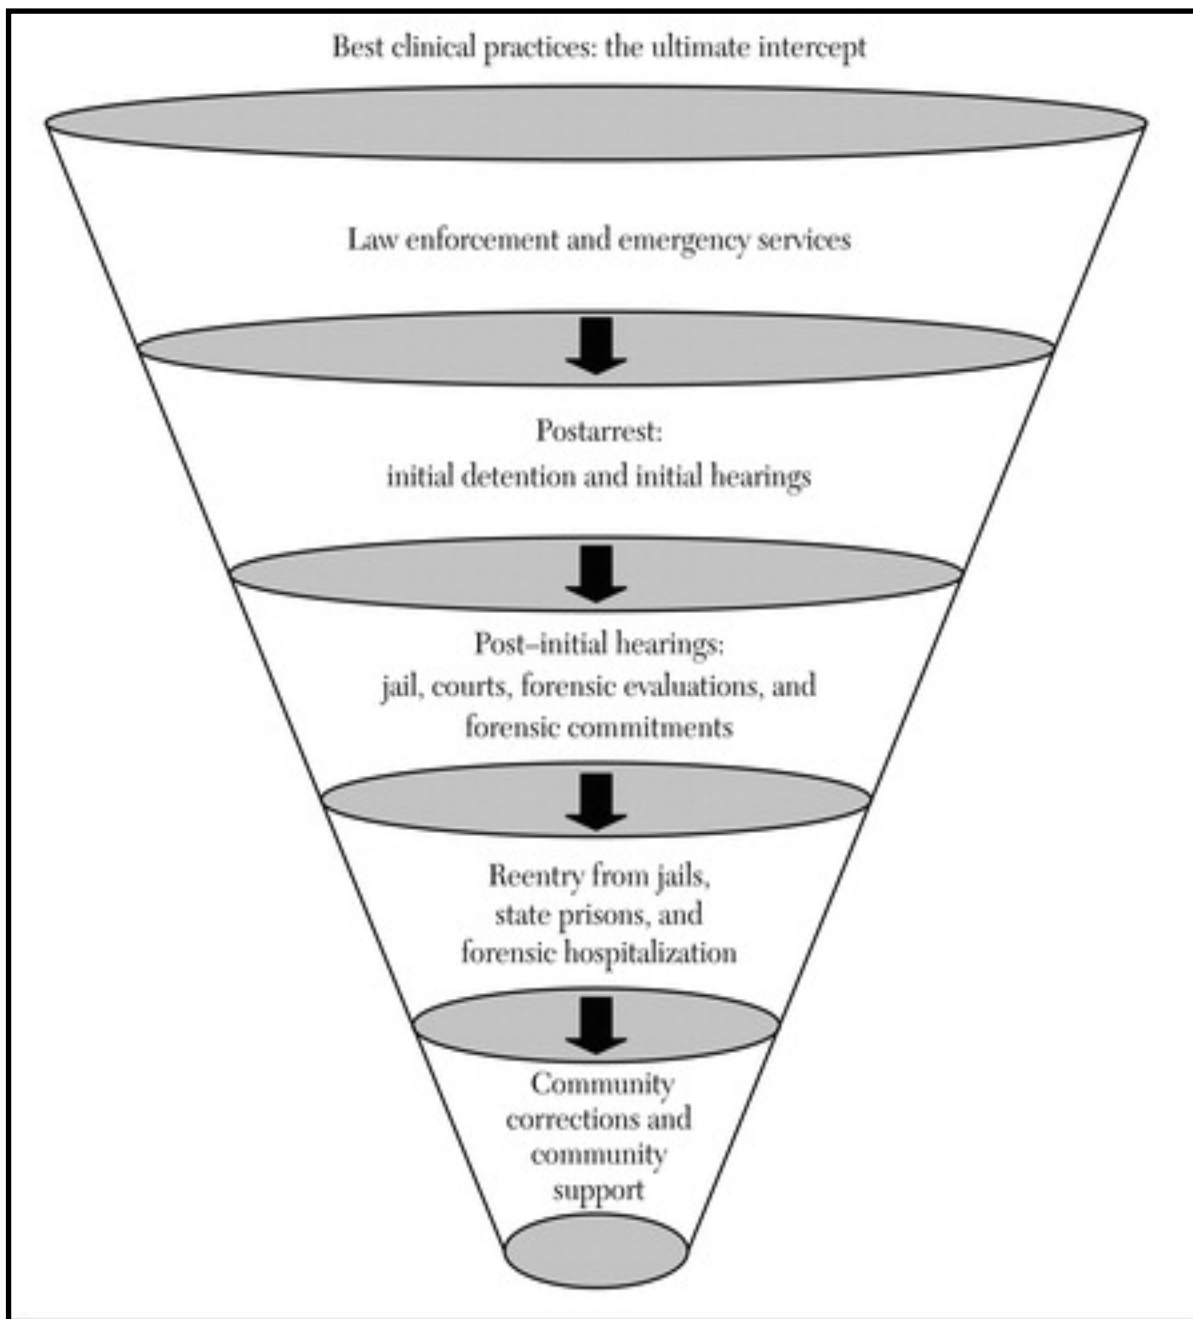 Best clinical practices: the ultimate intercept
Law enforcement and emergency services
Postarrest:
initial detention and initial hearings
Post–initial hearings:
jail, courts, forensic evaluations, and
forensic commitments
Reentry from jails,
state prisons, and
forensic hospitalization
Community
corrections and
community
support